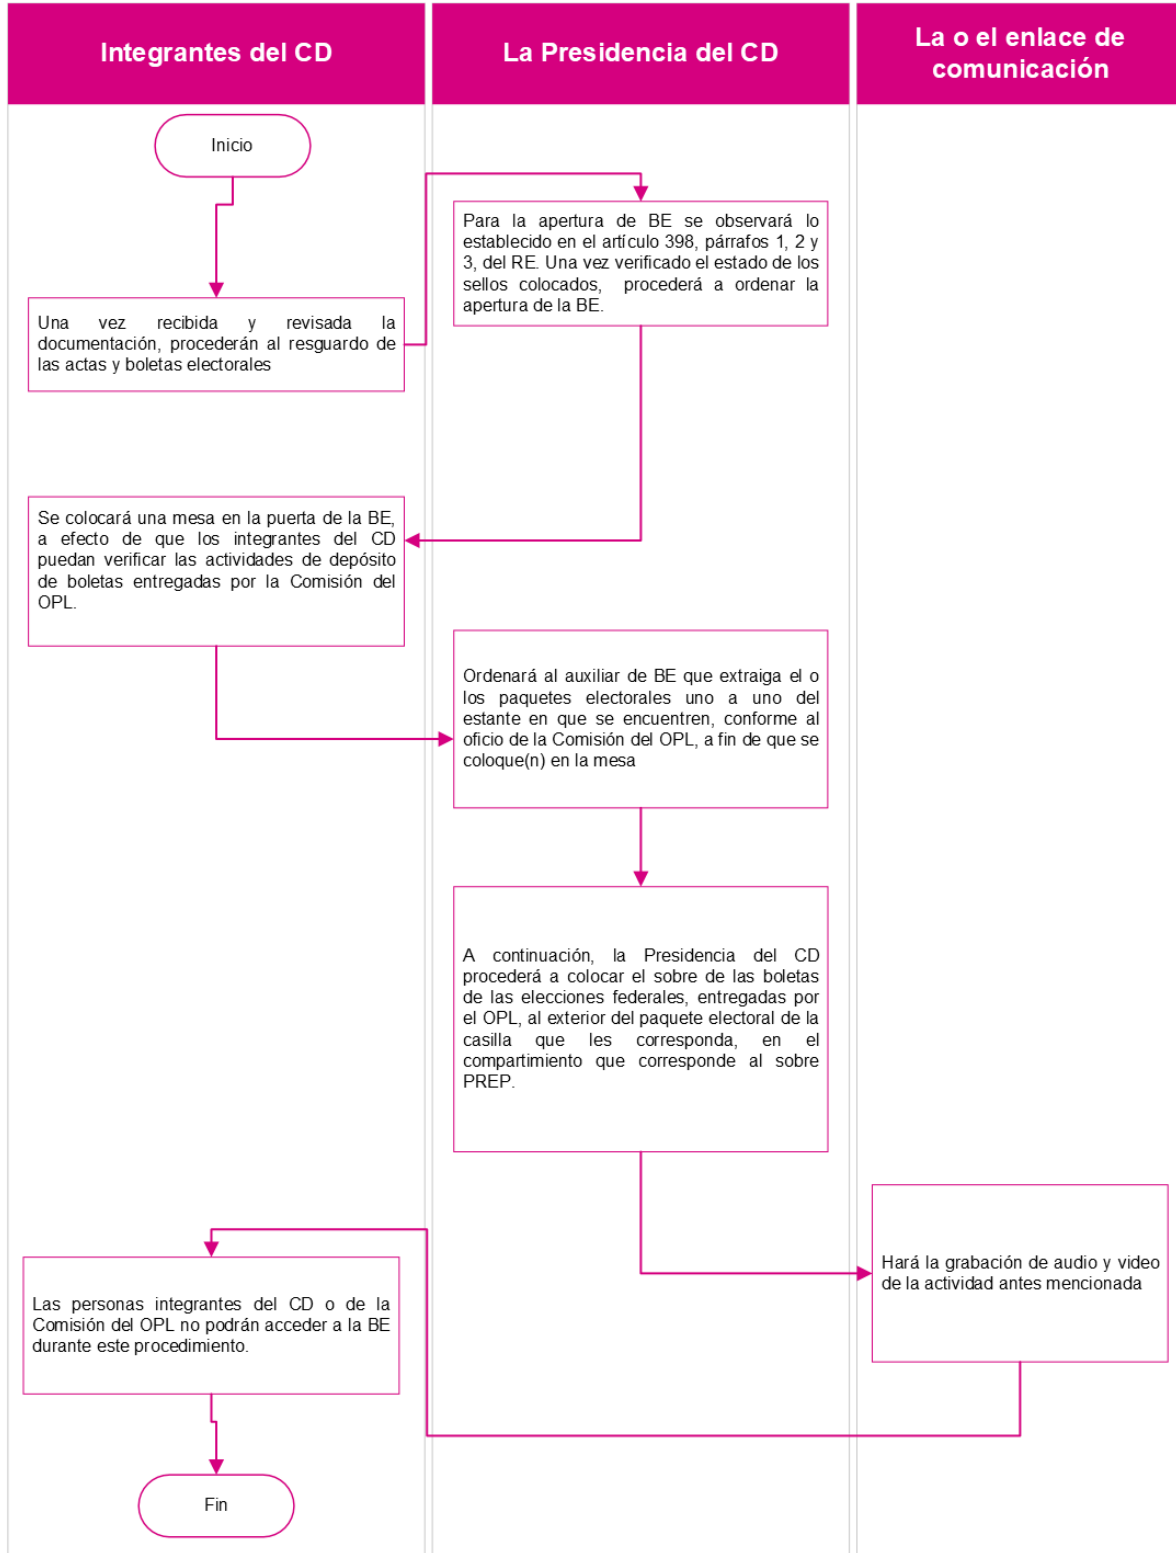 Integrantes del CD
La Presidencia del CD
La o el enlace de
comunicación
Inicio
Para la apertura de BE se observará lo
establecido en el artículo 398, párrafos 1, 2 y
3, del RE. Una vez verificado el estado de los
sellos colocados, procederá a ordenar la
apertura de la BE.
Una vez recibida y revisada la
documentación, procederán al resguardo de
las actas y boletas electorales
Se colocará una mesa en la puerta de la BE,
a efecto de que los integrantes del CD
puedan verificar las actividades de depósito
de boletas entregadas por la Comisión del
OPL.
Ordenará al auxiliar de BE que extraiga el o
los paquetes electorales uno a uno del
estante en que se encuentren, conforme al
oficio de la Comisión del OPL, a fin de que se
coloque(n) en la mesa
A continuación, la Presidencia del CD
procederá a colocar el sobre de las boletas
de las elecciones federales, entregadas por
el OPL, al exterior del paquete electoral de la
casilla que les corresponda, en el
compartimiento que corresponde al sobre
PREP.
Hará la grabación de audio y video
de la actividad antes mencionada
Las personas integrantes del CD o de la
Comisión del OPL no podrán acceder a la BE
durante este procedimiento.
Fin